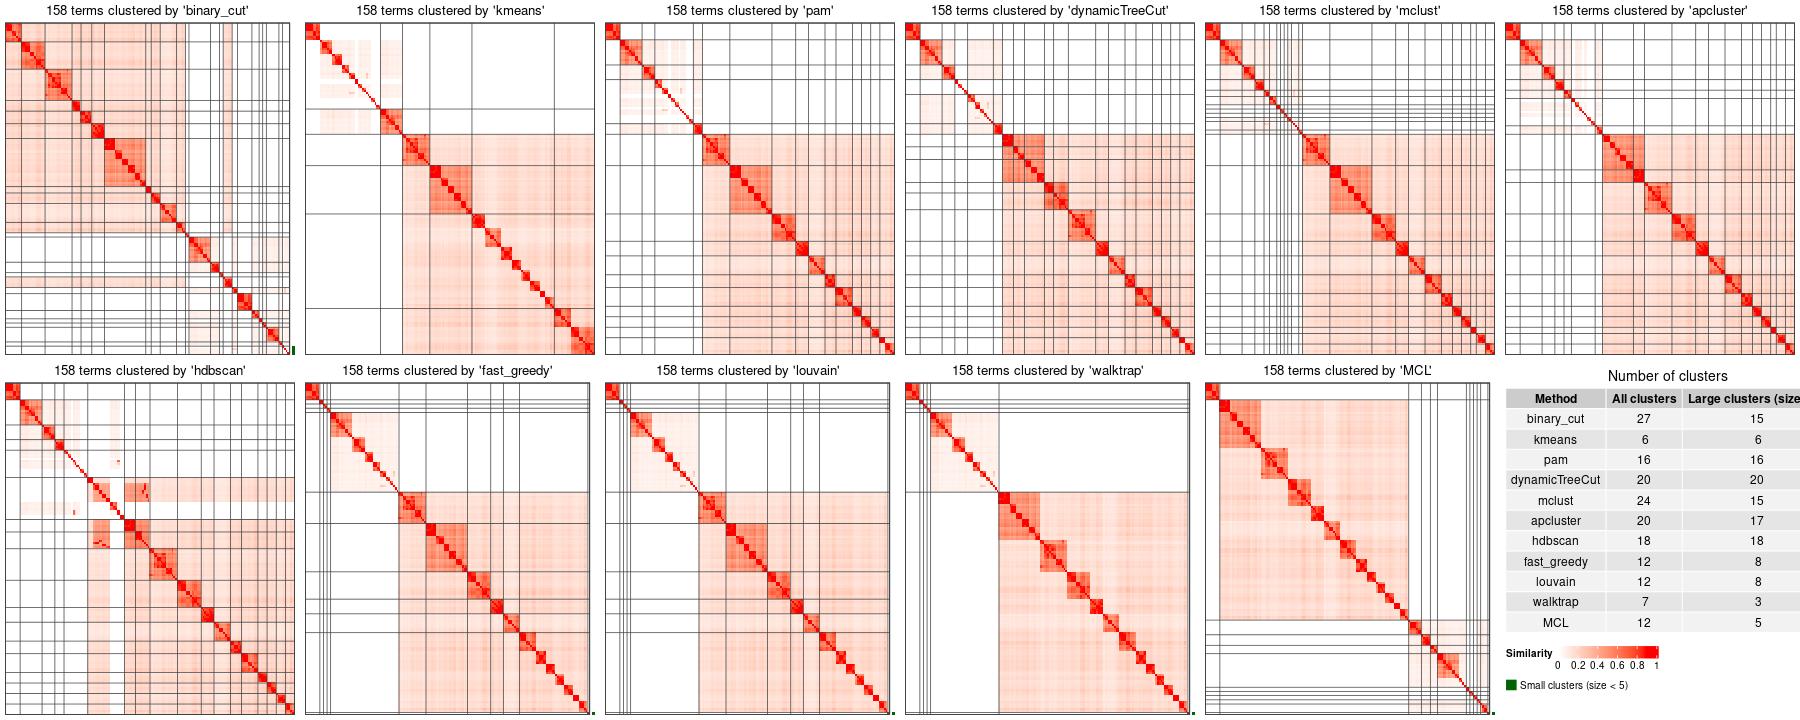 158 terms clustered by 'binary_cut'
158 terms clustered by 'kmeans'
158 terms clustered by 'pam'
158 terms clustered by 'dynamicTreeCut'
158 terms clustered by 'mclust'
158 terms clustered by 'apcluster'
158 terms clustered by 'hdbscan'
158 terms clustered by 'fast_greedy'
158 terms clustered by 'louvain'
158 terms clustered by 'walktrap'
158 terms clustered by 'MCL'
Number of clusters
Method All clusters Large clusters (size
binary_cut 27 15
kmeans 6 6
pam 16 16
dynamicTreeCut 20 20
mclust 24 15
apcluster 20 17
hdbscan 18 18
fast_greedy 12 8
louvain 12 8
walktrap 7 3
MCL 12 5
Similarity
0 0.2 0.4 0.6 0.8 1
Small clusters (size < 5)